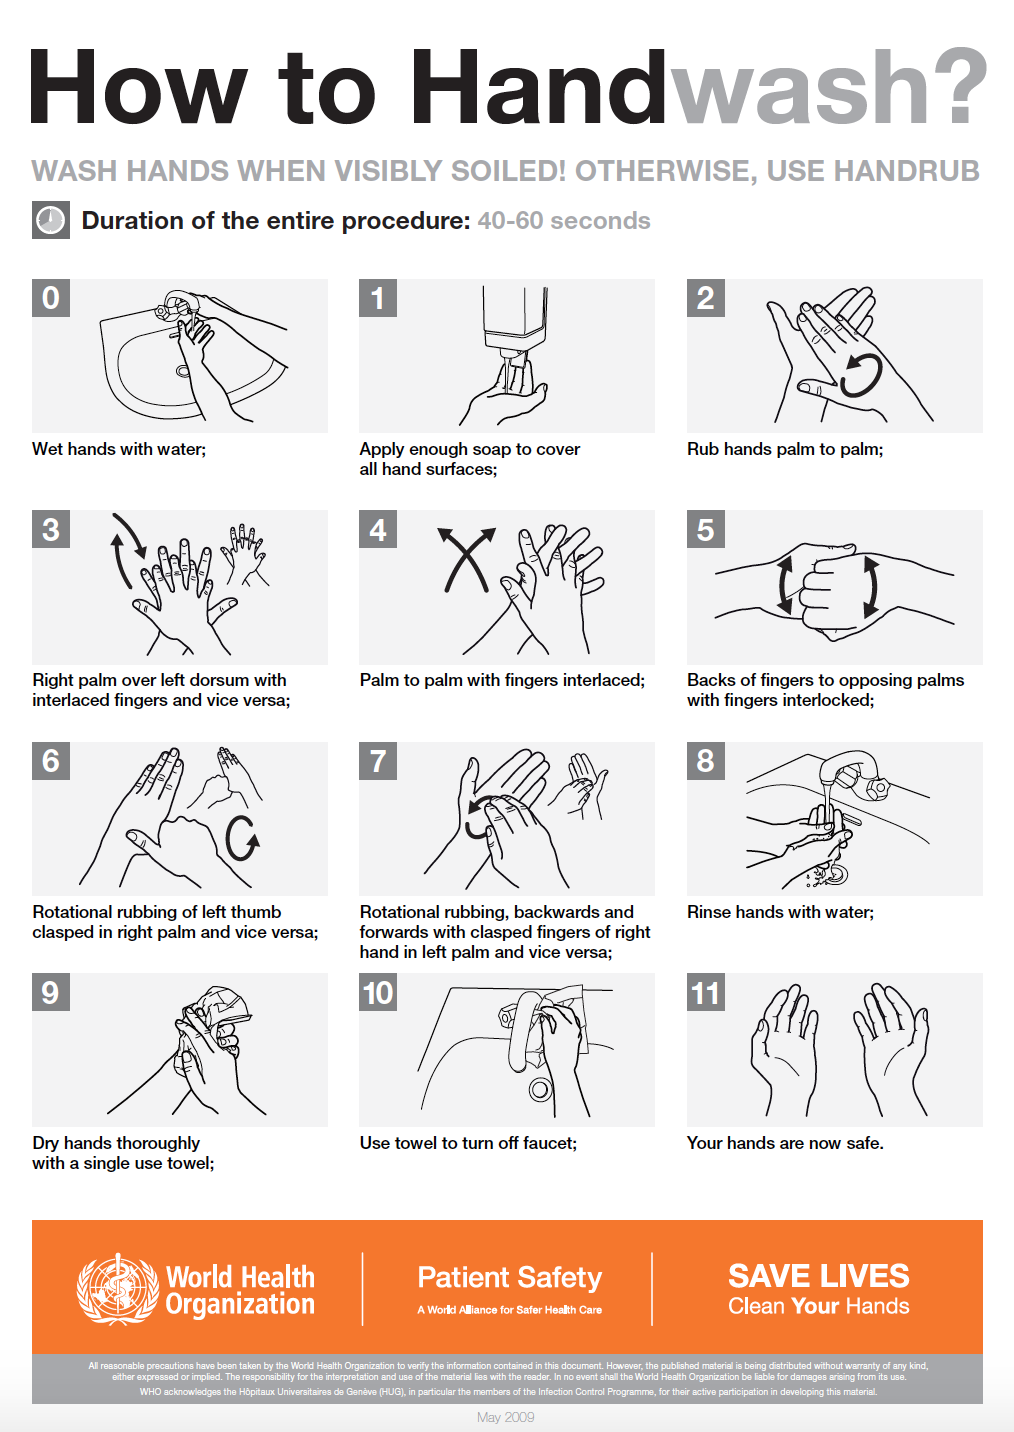 How to Handwash?
WASH HANDS WHEN VISIBLY SOILED! OTHERWISE, USE HANDRUB
Duration of the entire procedure: 40-60 seconds
0
Wet hands with water;
1
Apply enough soap to cover
all hand surfaces;
2
Rub hands palm to palm;
3
Right palm over left dorsum with
interlaced fingers and vice versa;
4
Palm to palm with fingers interlaced;
5
Backs of fingers to opposing palms
with fingers interlocked;
6
Rotational rubbing of left thumb
clasped in right palm and vice versa;
7
Rotational rubbing, backwards and
forwards with clasped fingers of right
hand in left palm and vice versa;
8
Rinse hands with water;
9
Dry hands thoroughly
with a single use towel;
10
Use towel to turn off faucet;
11
Your hands are now safe.
World Health
Organization
Patient Safety
A World Alliance for Safer Health Care
SAVE LIVES
Clean Your Hands
All reasonable precautions have been taken by the World Health Organization to verify the information contained in this document. However, the published material is being distributed without warranty of any kind,
either expressed or implied. The responsibility for the interpretation and use of the material lies with the reader. In no event shall the World Health Organization be liable for damages arising from its use.
WHO acknowledges the Hôpitaux Universitaires de Genève (HUG), in particular the members of the Infection Control Programme, for their active participation in developing this material.
May 2009